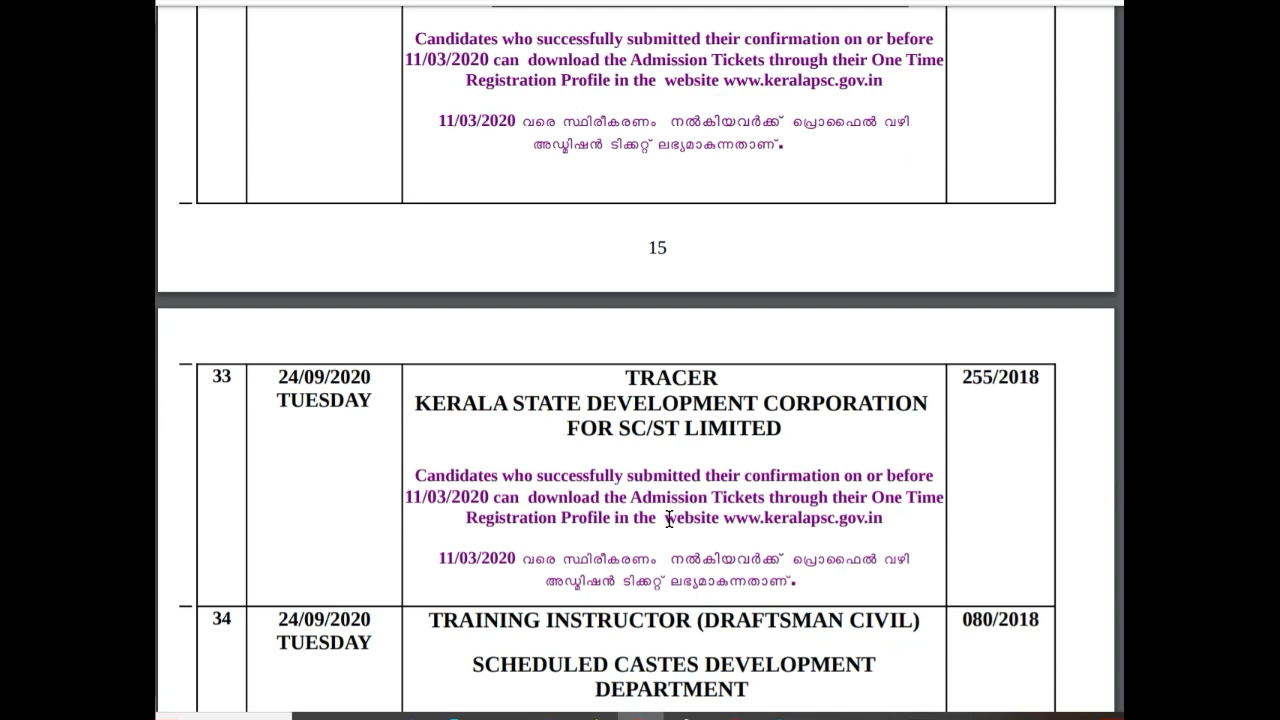 Candidates who successfully submitted their confirmation on or before
11/03/2020 can download the Admission Tickets through their One Time
Registration Profile in the website www.keralapsc.gov.in
11/03/2020 വരെ സ്ഥിരീകരണം നൽകിയവർക്ക് പ്രൊഫൈൽ വഴി
അഡ്മിഷൻ ടിക്കറ്റ് ലഭ്യമാകുന്നതാണ്.
15
33
24/09/2020
TUESDAY
TRACER
KERALA STATE DEVELOPMENT CORPORATION
FOR SC/ST LIMITED
255/2018
Candidates who successfully submitted their confirmation on or before
11/03/2020 can download the Admission Tickets through their One Time
Registration Profile in the website www.keralapsc.gov.in
11/03/2020 വരെ സ്ഥിരീകരണം നൽകിയവർക്ക് പ്രൊഫൈൽ വഴി
അഡ്മിഷൻ ടിക്കറ്റ് ലഭ്യമാകുന്നതാണ്.
34
24/09/2020
TUESDAY
TRAINING INSTRUCTOR (DRAFTSMAN CIVIL)
SCHEDULED CASTES DEVELOPMENT
DEPARTMENT
080/2018